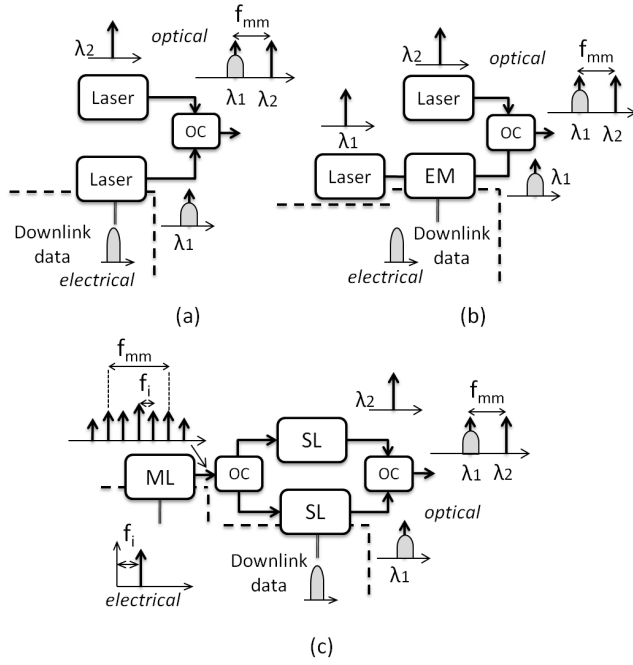 λ2
optical
fmm
λ1 λ2
Laser
OC
Laser
λ1
Downlink
data
electrical
(a)
λ2
optical
fmm
λ1 λ2
Laser
OC
λ1
Laser
EM
λ1
Downlink
data
electrical
(b)
fmm
fi
ML
OC
SL
SL
OC
λ2
fmm
λ1 λ2
optical
λ1
Downlink
data
fi
electrical
(c)